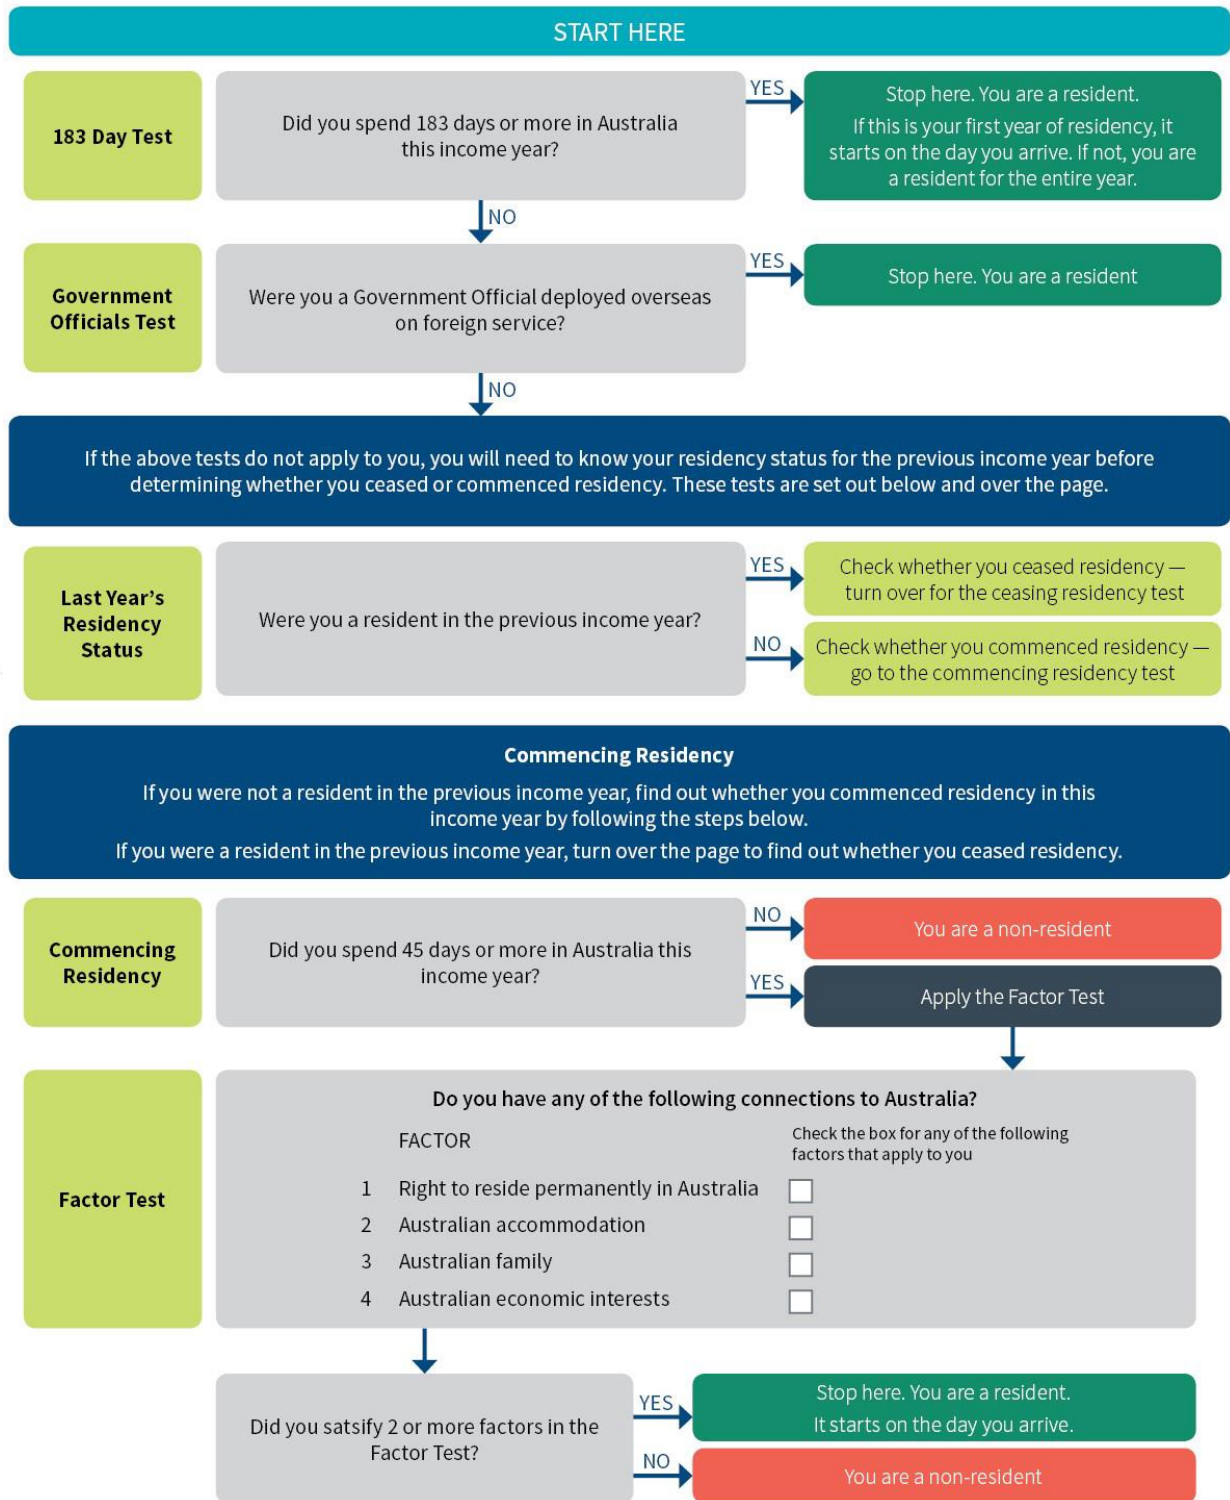 START HERE
183 Day Test
Did you spend 183 days or more in Australia
this income year?
YES
Stop here. You are a resident.
If this is your first year of residency, it
starts on the day you arrive. If not, you are
a resident for the entire year.
NO
Government
Officials Test
Were you a Government Official deployed overseas
on foreign service?
YES
Stop here. You are a resident
NO
If the above tests do not apply to you, you will need to know your residency status for the previous income year before
determining whether you ceased or commenced residency. These tests are set out below and over the page.
Last Year's
Residency
Status
Were you a resident in the previous income year?
YES
Check whether you ceased residency —
turn over for the ceasing residency test
NO
Check whether you commenced residency —
go to the commencing residency test
Commencing Residency
If you were not a resident in the previous income year, find out whether you commenced residency in this
income year by following the steps below.
If you were a resident in the previous income year, turn over the page to find out whether you ceased residency.
Commencing
Residency
Did you spend 45 days or more in Australia this
income year?
NO
You are a non-resident
YES
Apply the Factor Test
Factor Test
Do you have any of the following connections to Australia?
FACTOR
Check the box for any of the following
factors that apply to you
1 Right to reside permanently in Australia
2 Australian accommodation
3 Australian family
4 Australian economic interests
Did you satsify 2 or more factors in the
Factor Test?
YES
Stop here. You are a resident.
It starts on the day you arrive.
NO
You are a non-resident